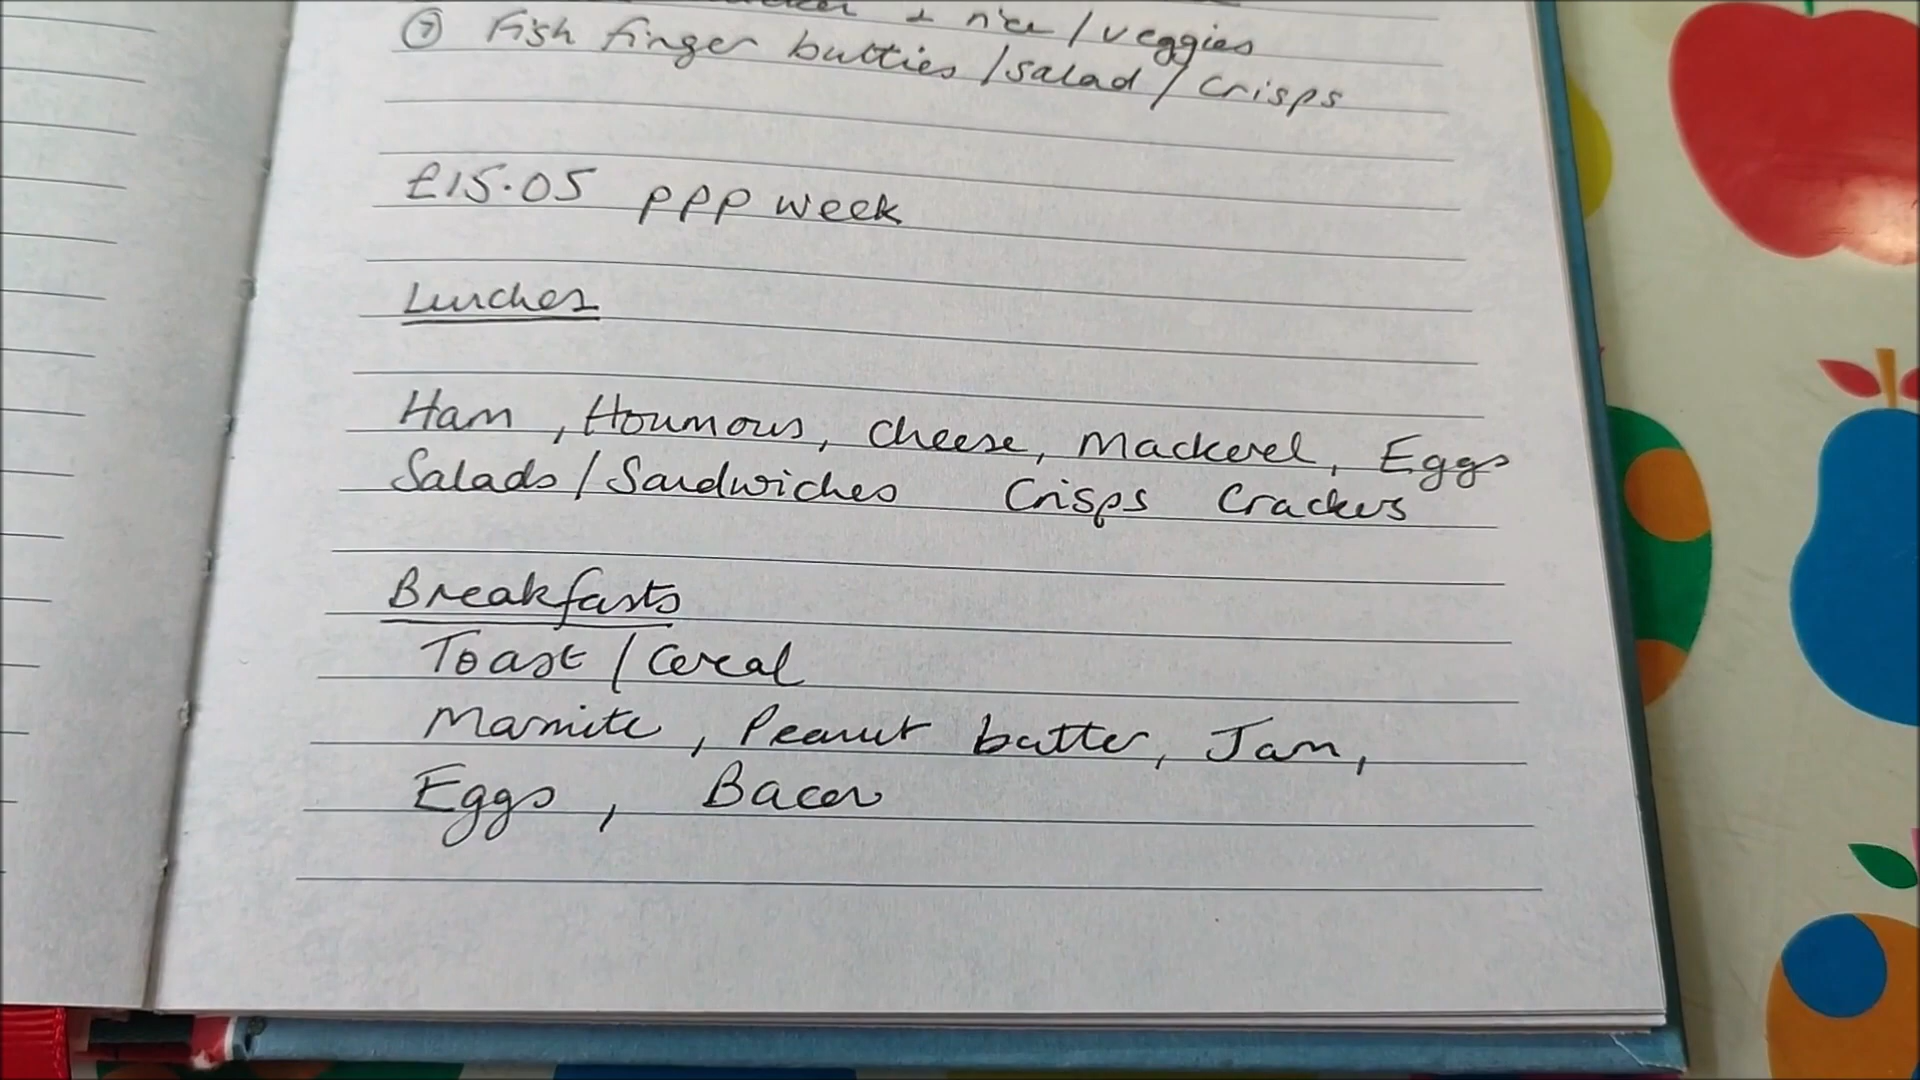 & rice / veggies
⑦ Fish finger butties / Salad / Crisps
£15.05 ppp week
Lunches
Ham, Houmous, Cheese, Mackerel, Eggs
Salads / Sandwiches Crisps Crackers
Breakfasts
Toast / Cereal
Marmite, Peanut butter, Jam,
Eggs, Bacon